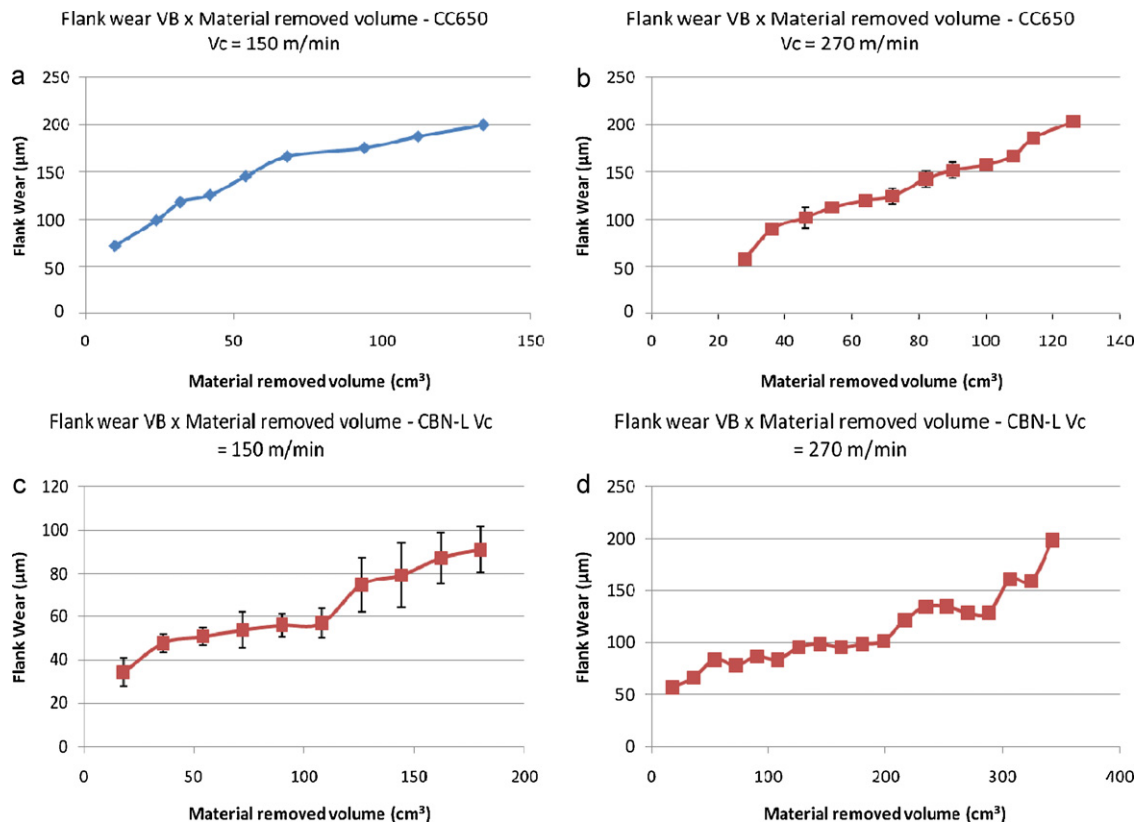 Flank wear VB x Material removed volume - CC650
Vc = 150 m/min
a
250
200
150
100
50
0
Flank Wear (µm)
0 50 100 150
Material removed volume (cm³)
Flank wear VB x Material removed volume - CC650
Vc = 270 m/min
b
250
200
150
100
50
0
Flank Wear (µm)
0 20 40 60 80 100 120 140
Material removed volume (cm³)
Flank wear VB x Material removed volume - CBN-L Vc
= 150 m/min
c
120
100
80
60
40
20
0
Flank Wear (µm)
0 50 100 150 200
Material removed volume (cm³)
Flank wear VB x Material removed volume - CBN-L Vc
= 270 m/min
d
250
200
150
100
50
0
Flank Wear (µm)
0 100 200 300 400
Material removed volume (cm³)